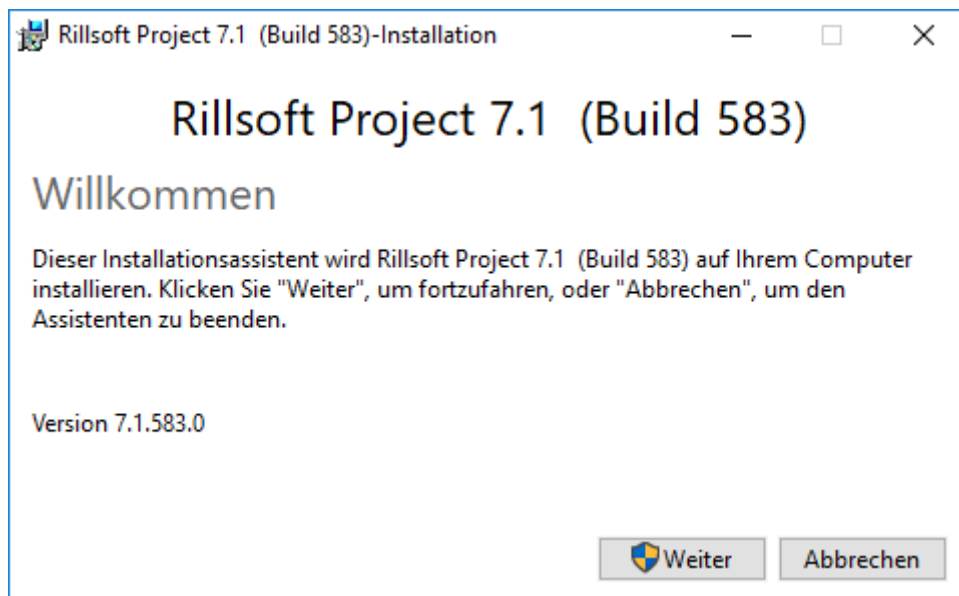 Rillsoft Project 7.1  (Build 583)-Installation
Rillsoft Project 7.1  (Build 583)
Willkommen
Dieser Installationsassistent wird Rillsoft Project 7.1  (Build 583) auf Ihrem Computer
installieren. Klicken Sie "Weiter", um fortzufahren, oder "Abbrechen", um den
Assistenten zu beenden.
Version 7.1.583.0
Weiter
Abbrechen